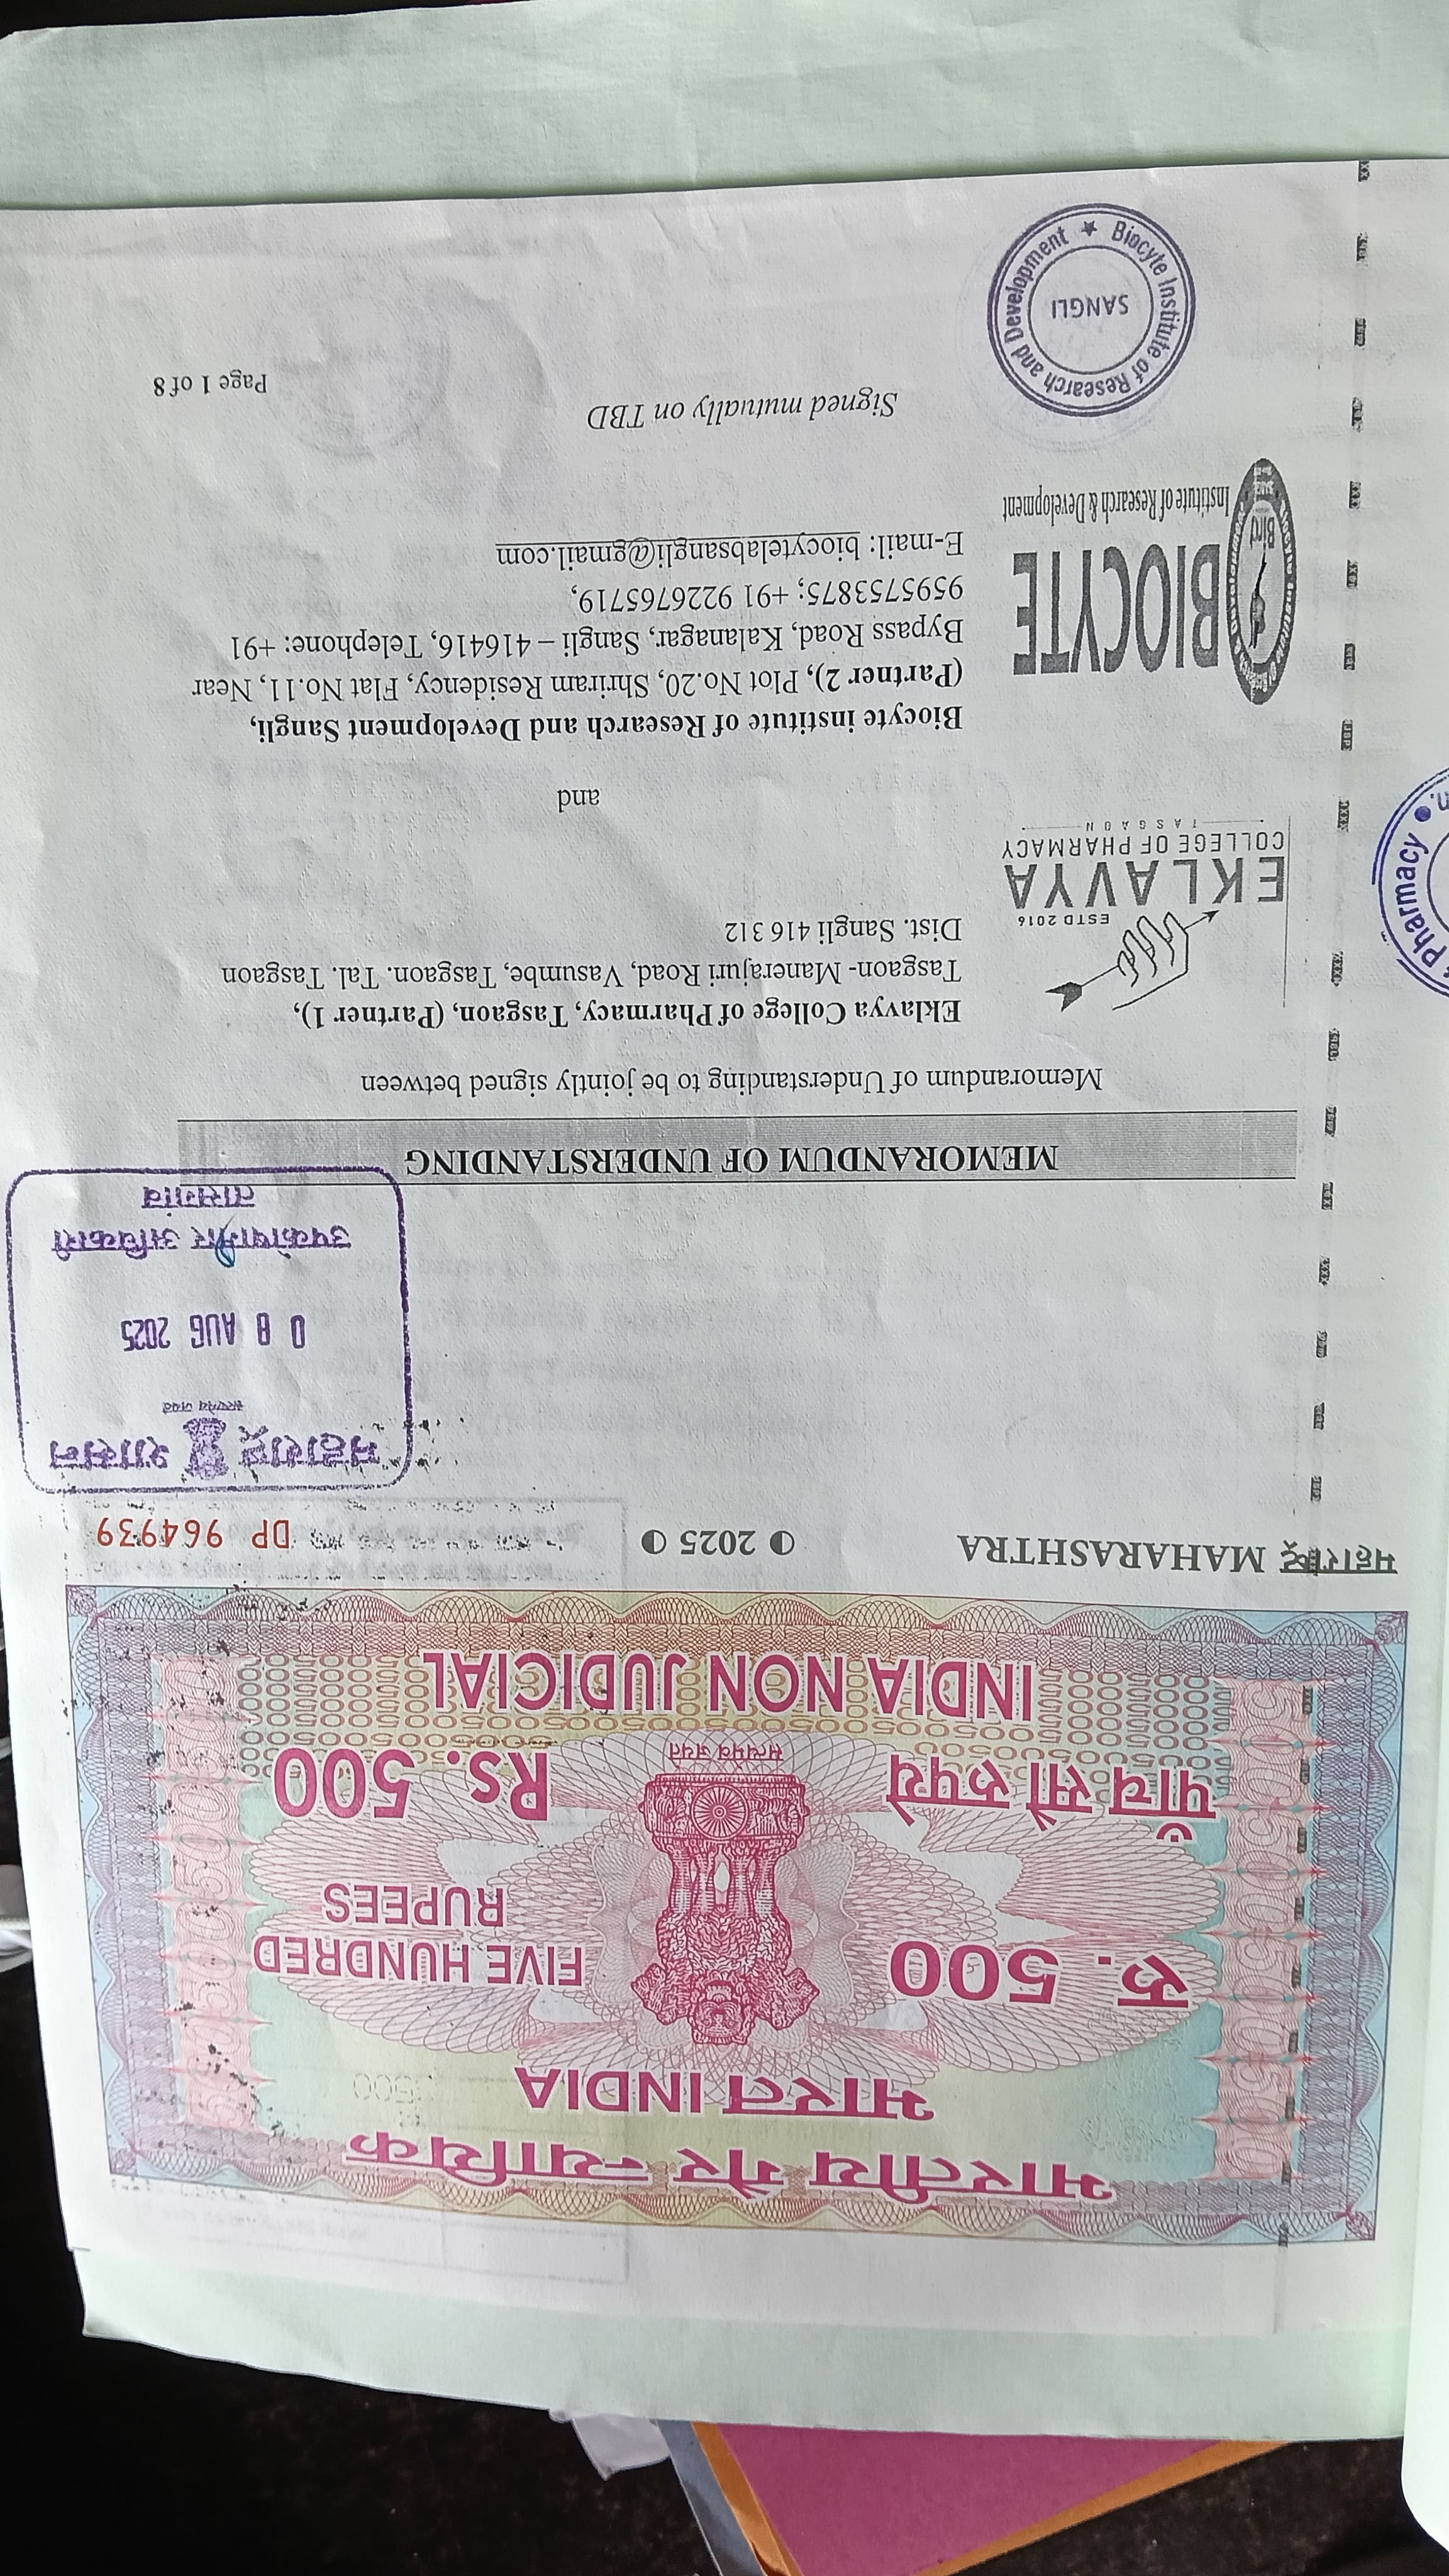 भारतीय गैर न्यायिक
भारत INDIA
रु. 500
FIVE HUNDRED
RUPEES
पाँच सौ रुपये
Rs. 500
सत्यमेव जयते
INDIA NON JUDICIAL
महाराष्ट्र MAHARASHTRA
2025
DP 964939
महाराष्ट्र शासन
सत्यमेव जयते
08 AUG 2025
उपकोषागार अधिकारी
तासगांव
MEMORANDUM OF UNDERSTANDING
Memorandum of Understanding to be jointly signed between
ESTD 2016
EKLAVYA
COLLEGE OF PHARMACY
TASGAON
Eklavya College of Pharmacy, Tasgaon, (Partner 1),
Tasgaon- Manerajuri Road, Vasumbe, Tasgaon. Tal. Tasgaon
Dist. Sangli 416 312
and
Bird
BIOCYTE
Institute of Research & Development
Biocyte institute of Research and Development Sangli,
(Partner 2), Plot No.20, Shriram Residency, Flat No.11, Near
Bypass Road, Kalanagar, Sangli – 416416, Telephone: +91
9595753875; +91 9226765719,
E-mail: biocytelabsangli@gmail.com
Signed mutually on TBD
Page 1 of 8
Biocyte Institute of Research and Development
SANGLI
Pharmacy